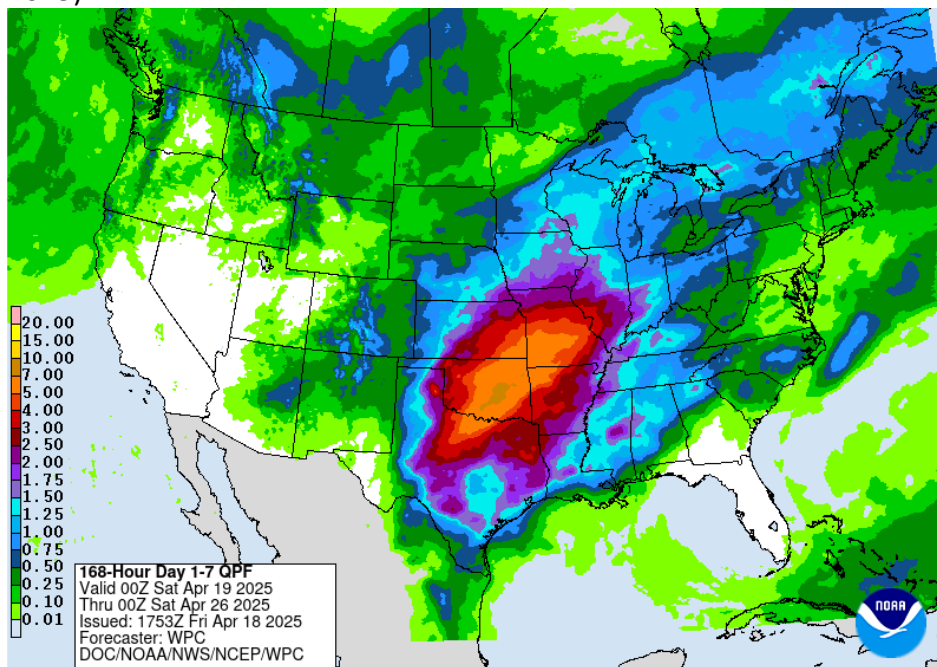 20.00
15.00
10.00
7.00
5.00
4.00
3.00
2.50
2.00
1.75
1.50
1.25
1.00
0.75
0.50
0.25
0.10
0.01
168-Hour Day 1-7 QPF
Valid 00Z Sat Apr 19 2025
Thru 00Z Sat Apr 26 2025
Issued: 1753Z Fri Apr 18 2025
Forecaster: WPC
DOC/NOAA/NWS/NCEP/WPC
NOAA